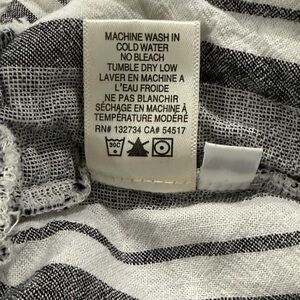 MACHINE WASH IN
COLD WATER
NO BLEACH
TUMBLE DRY LOW
LAVER EN MACHINE A
L'EAU FROIDE
NE PAS BLANCHIR
SÉCHAGE EN MACHINE À
TEMPÉRATURE MODÉRÉ
RN# 132734 CA# 54517
30C